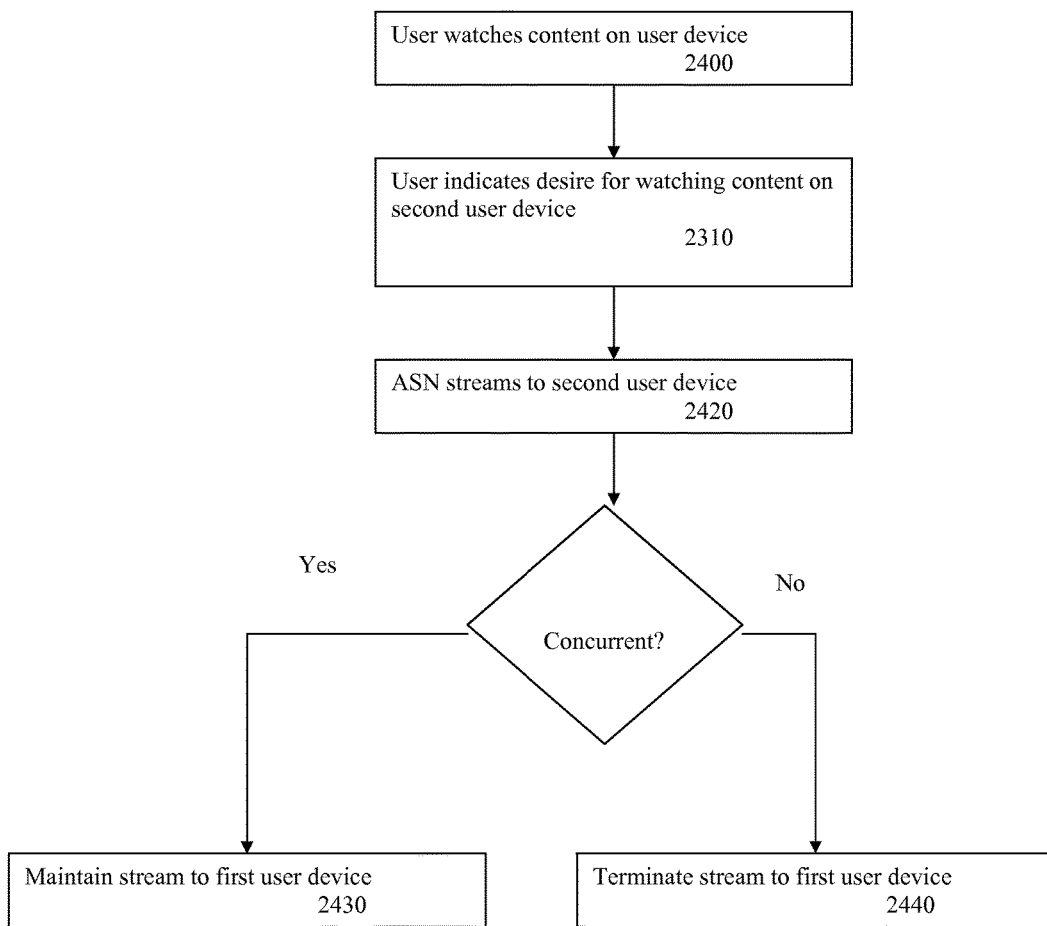 User watches content on user device
2400
User indicates desire for watching content on
second user device
2310
ASN streams to second user device
2420
Yes
No
Concurrent?
Maintain stream to first user device
2430
Terminate stream to first user device
2440